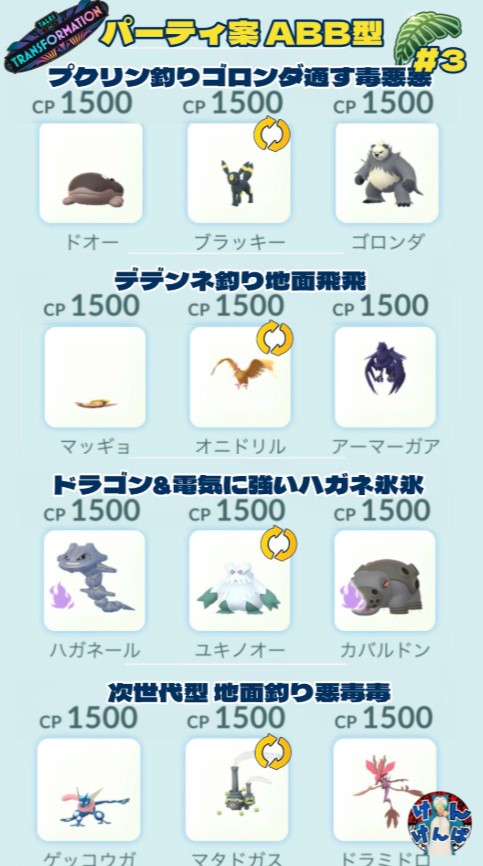 TALES OF
TRANSFORMATION
パーティ案 ABB型
#3
プクリン釣りゴロンダ通す毒悪悪
CP 1500 CP 1500 CP 1500
ドオー ブラッキー ゴロンダ
デデンネ釣り地面飛飛
CP 1500 CP 1500 CP 1500
マッギョ オニドリル アーマーガア
ドラゴン&電気に強いハガネ氷氷
CP 1500 CP 1500 CP 1500
ハガネール ユキノオー カバルドン
次世代型 地面釣り悪毒毒
CP 1500 CP 1500 CP 1500
ゲッコウガ マタドガス ドラミドロ
けん
けんぱ